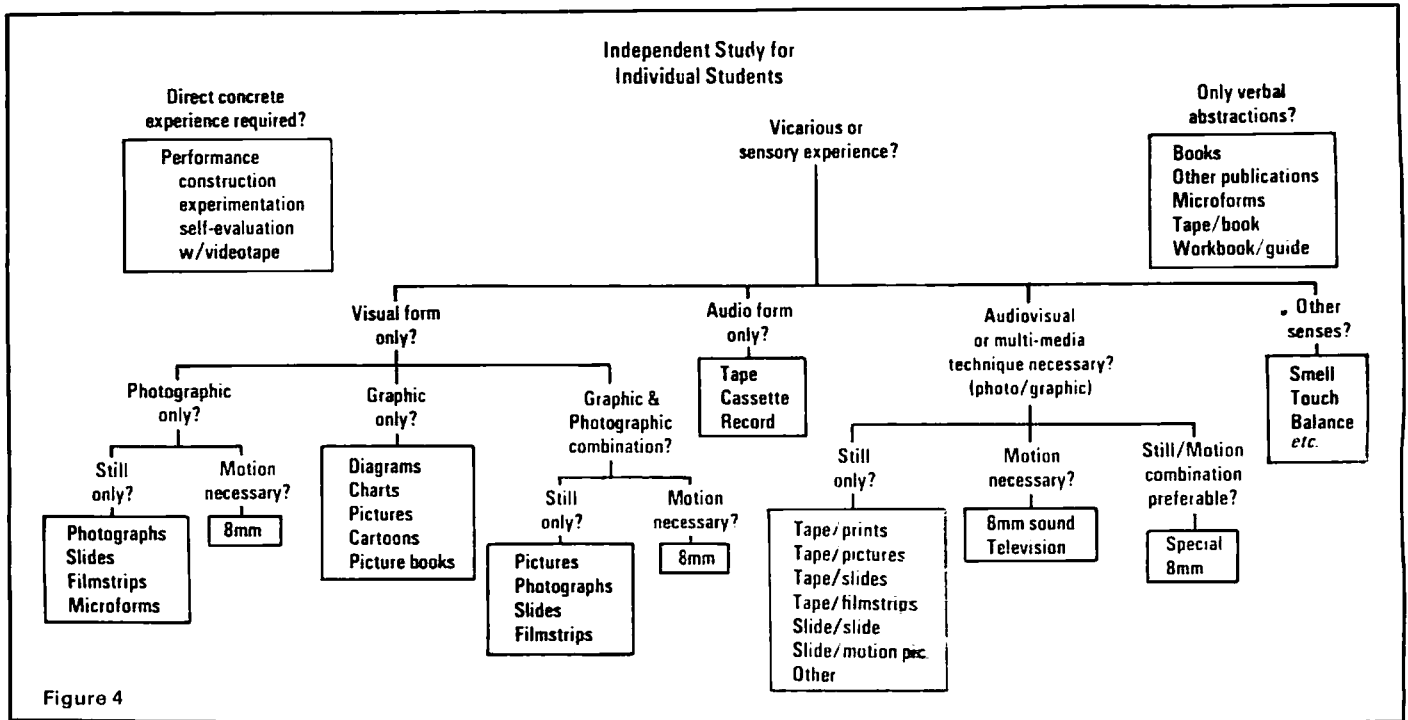 Independent Study for
Individual Students
Direct concrete
experience required?
Performance
construction
experimentation
self-evaluation
w/videotape
Vicarious or
sensory experience?
Only verbal
abstractions?
Books
Other publications
Microforms
Tape/book
Workbook/guide
Visual form
only?
Audio form
only?
Tape
Cassette
Record
Audiovisual
or multi-media
technique necessary?
(photo/graphic)
Other
senses?
Smell
Touch
Balance
etc.
Photographic
only?
Graphic
only?
Diagrams
Charts
Pictures
Cartoons
Picture books
Graphic &
Photographic
combination?
Still
only?
Photographs
Slides
Filmstrips
Microforms
Motion
necessary?
8mm
Still
only?
Pictures
Photographs
Slides
Filmstrips
Motion
necessary?
8mm
Still
only?
Tape/prints
Tape/pictures
Tape/slides
Tape/filmstrips
Slide/slide
Slide/motion pic.
Other
Motion
necessary?
8mm sound
Television
Still/Motion
combination
preferable?
Special
8mm
Figure 4